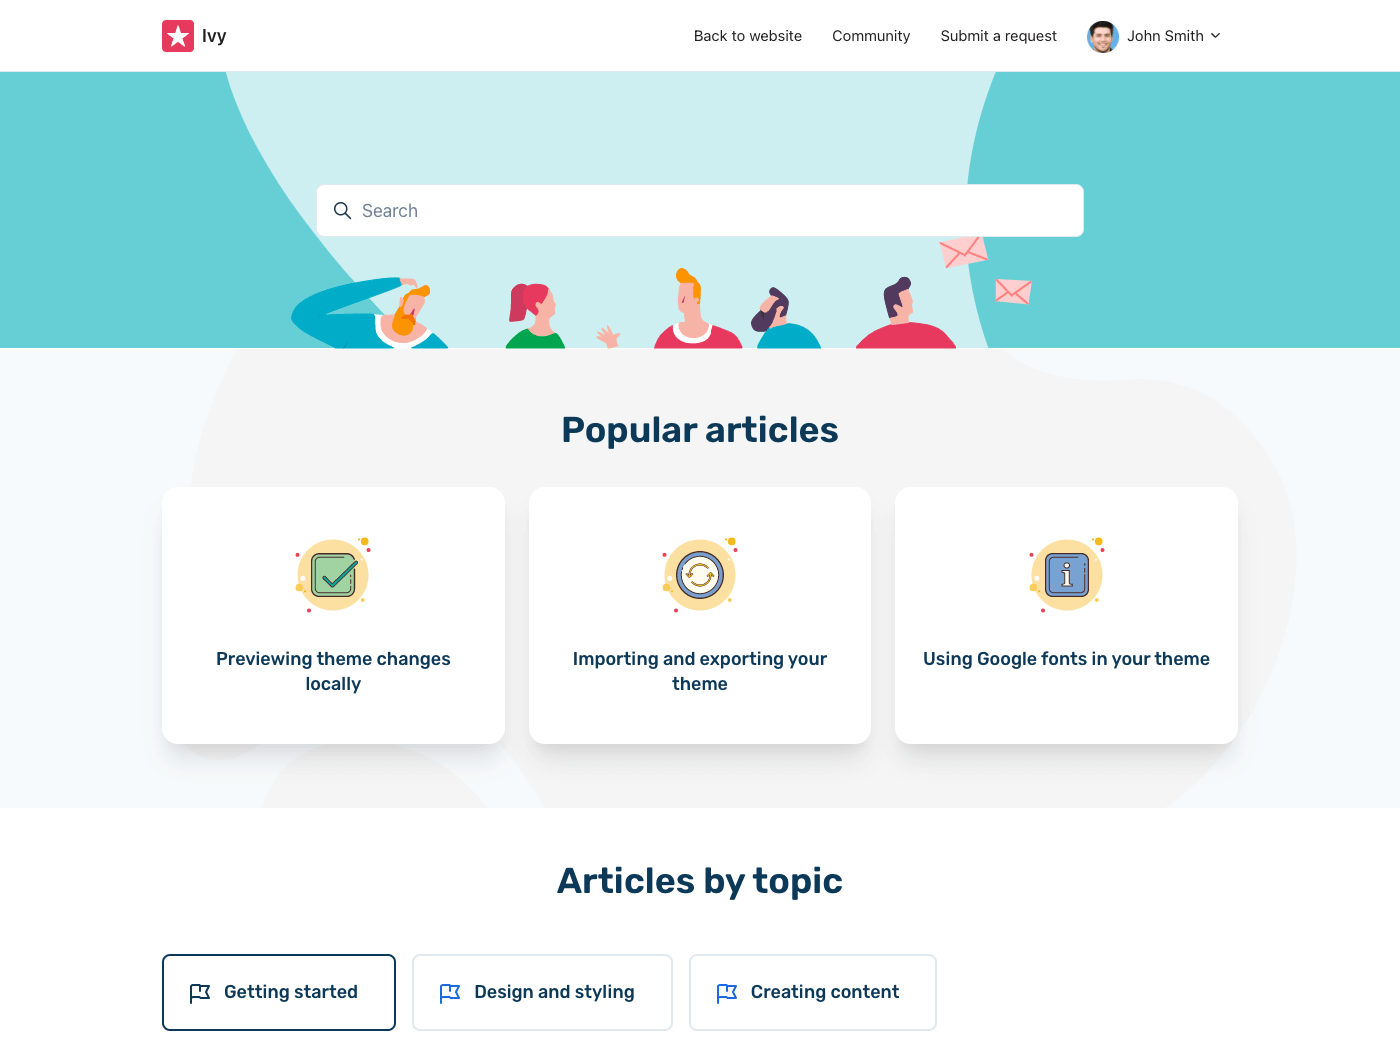 Ivy
Back to website
Community
Submit a request
John Smith
Search
Popular articles
Previewing theme changes
locally
Importing and exporting your
theme
Using Google fonts in your theme
Articles by topic
Getting started
Design and styling
Creating content